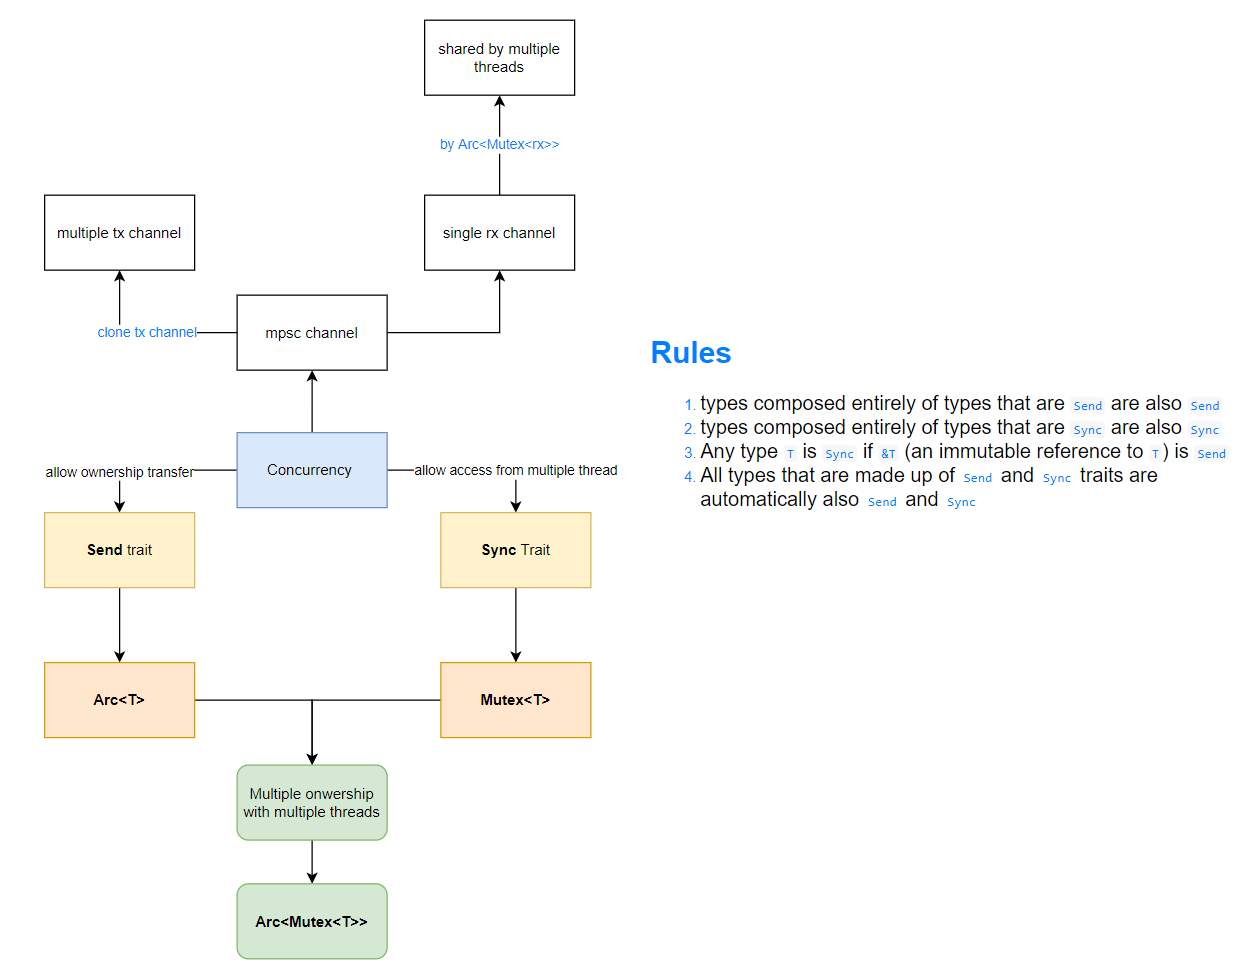 shared by multiple
threads
by Arc<Mutex<rx>>
multiple tx channel
single rx channel
clone tx channel
mpsc channel
allow ownership transfer
Concurrency
allow access from multiple thread
Send trait
Sync Trait
Arc<T>
Mutex<T>
Multiple onwership
with multiple threads
Arc<Mutex<T>>
Rules
1. types composed entirely of types that are Send are also Send
2. types composed entirely of types that are Sync are also Sync
3. Any type T is Sync if &T (an immutable reference to T) is Send
4. All types that are made up of Send and Sync traits are
automatically also Send and Sync